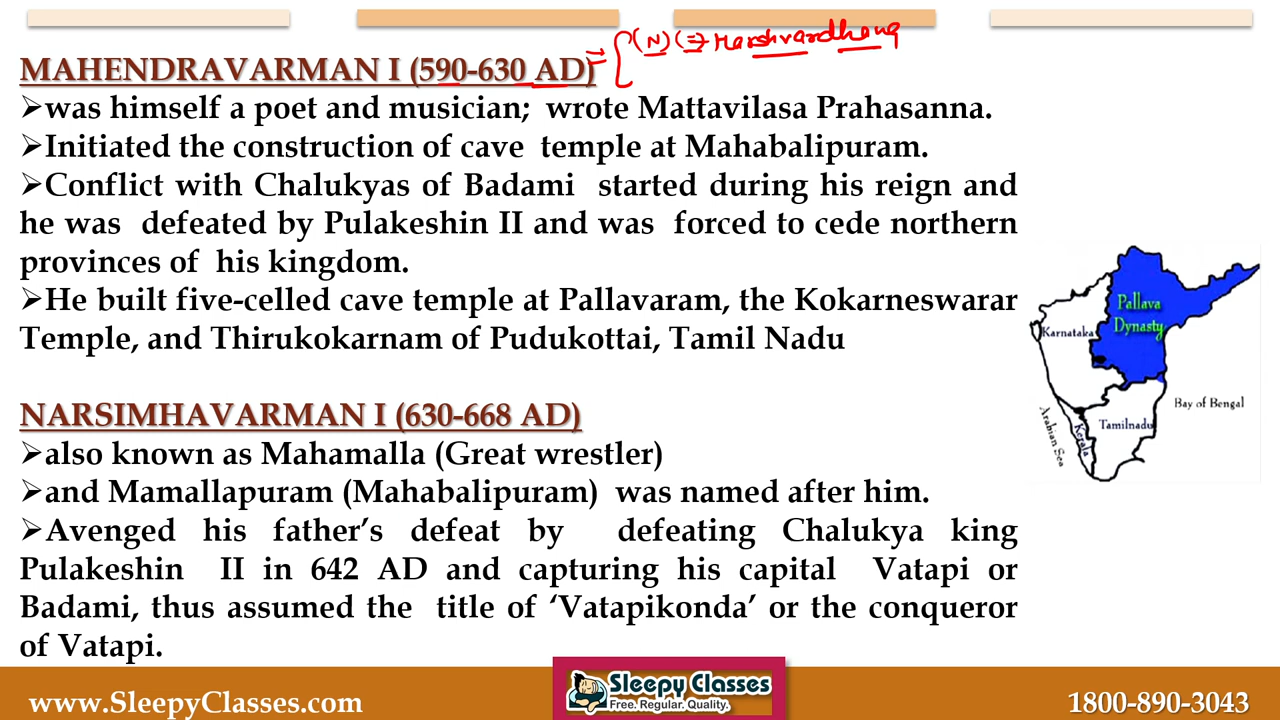 (N) (=) Harshvardhana
MAHENDRAVARMAN I (590-630 AD)
➢was himself a poet and musician; wrote Mattavilasa Prahasanna.
➢Initiated the construction of cave temple at Mahabalipuram.
➢Conflict with Chalukyas of Badami started during his reign and
he was defeated by Pulakeshin II and was forced to cede northern
provinces of his kingdom.
➢He built five-celled cave temple at Pallavaram, the Kokarneswarar
Temple, and Thirukokarnam of Pudukottai, Tamil Nadu
NARSIMHAVARMAN I (630-668 AD)
➢also known as Mahamalla (Great wrestler)
➢and Mamallapuram (Mahabalipuram) was named after him.
➢Avenged his father's defeat by defeating Chalukya king
Pulakeshin II in 642 AD and capturing his capital Vatapi or
Badami, thus assumed the title of 'Vatapikonda' or the conqueror
of Vatapi.
Pallava
Dynasty
Karnataka
Bay of Bengal
Tamilnadu
Kerala
Arabian Sea
www.SleepyClasses.com
Sleepy Classes
Free. Regular. Quality.
1800-890-3043